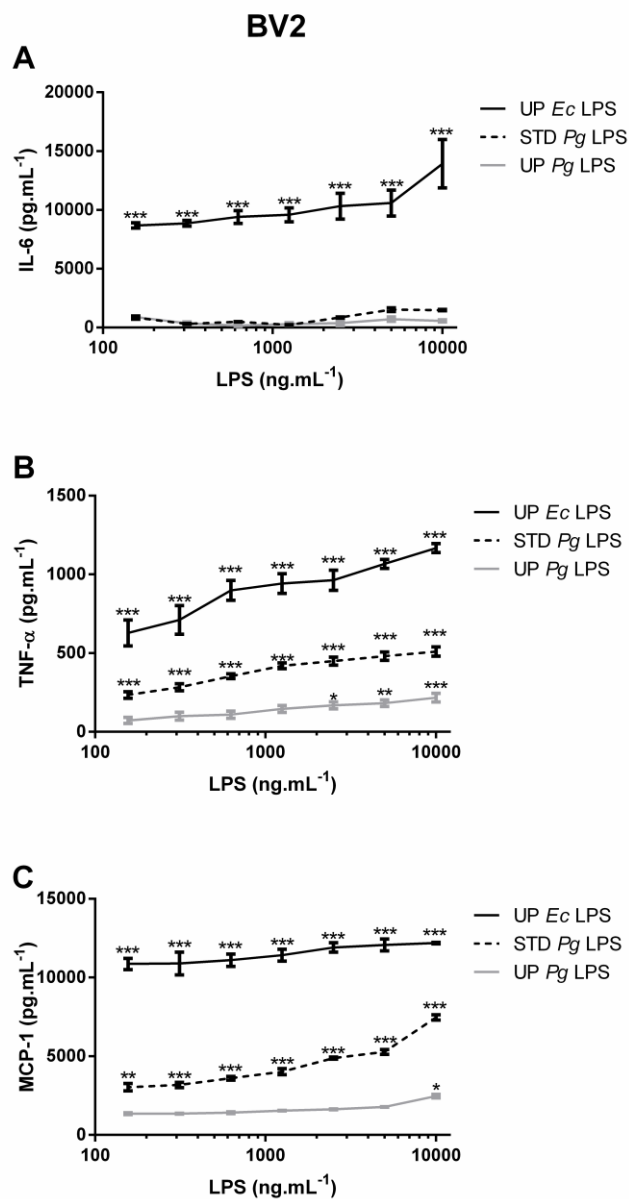 BV2
A
20000
15000
10000
5000
0
IL-6 (pg.mL⁻¹)
*** *** *** *** *** *** ***
100 1000 10000
LPS (ng.mL⁻¹)
UP Ec LPS
STD Pg LPS
UP Pg LPS
B
1500
1000
500
0
TNF-α (pg.mL⁻¹)
*** *** *** *** *** *** ***
*** *** *** *** *** *** ***
* ** ***
100 1000 10000
LPS (ng.mL⁻¹)
UP Ec LPS
STD Pg LPS
UP Pg LPS
C
15000
10000
5000
0
MCP-1 (pg.mL⁻¹)
*** *** *** *** *** *** ***
** *** *** *** *** *** ***
*
100 1000 10000
LPS (ng.mL⁻¹)
UP Ec LPS
STD Pg LPS
UP Pg LPS